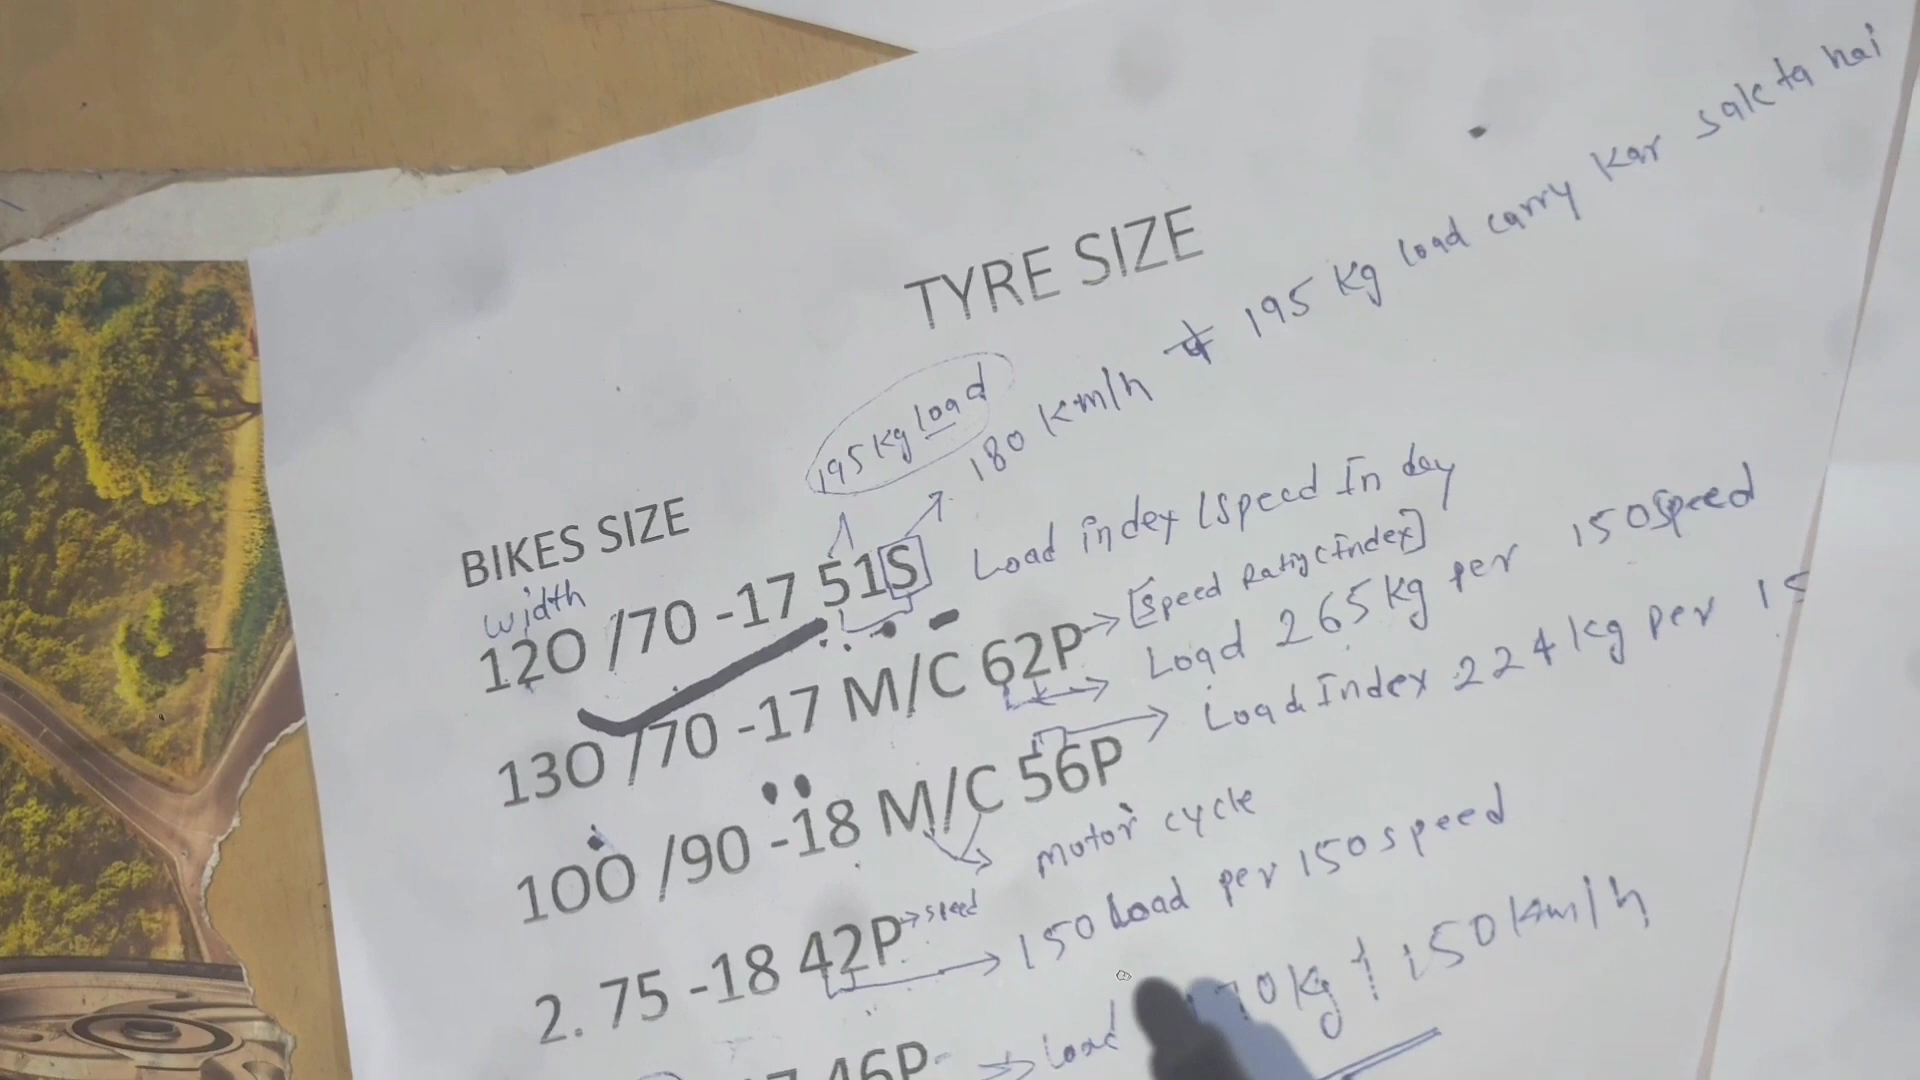 TYRE SIZE
195 kg load
180 km/h
195 kg load carry kar sakta hai
BIKES SIZE
width
120 /70 -17 51S
Load index (speed In dey
130 /70 -17 M/C 62P
[Speed Rating (Index)]
Load 265 kg per 150 speed
100 /90 -18 M/C 56P
Load Index 224 kg per
motor cycle
2. 75 -18 42P
speed
150 Load per 150 speed
46P
load 70 kg 150 km/h